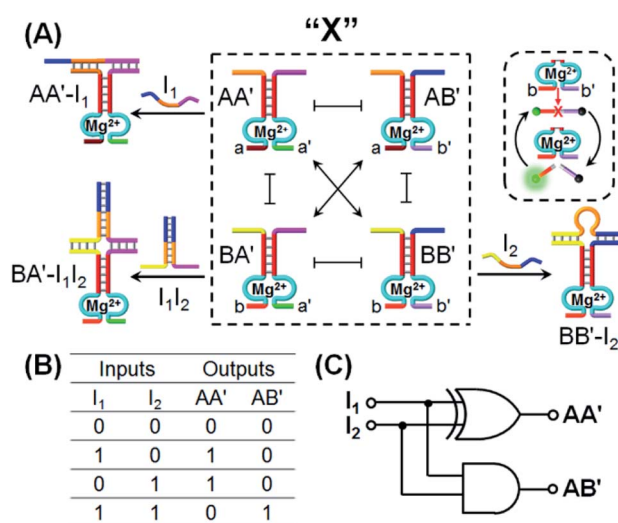 (A)
"X"
I₁
AA'-I₁
AA'
Mg²⁺
a
a'
AB'
Mg²⁺
a
b'
Mg²⁺
b
b'
X
Mg²⁺
Mg²⁺
BA'
Mg²⁺
b
a'
BB'
Mg²⁺
b
b'
I₁I₂
BA'-I₁I₂
Mg²⁺
I₂
BB'-I₂
Mg²⁺
(B)
Inputs Outputs
I₁ I₂ AA' AB'
0 0 0 0
1 0 1 0
0 1 1 0
1 1 0 1
(C)
I₁
I₂
AA'
AB'